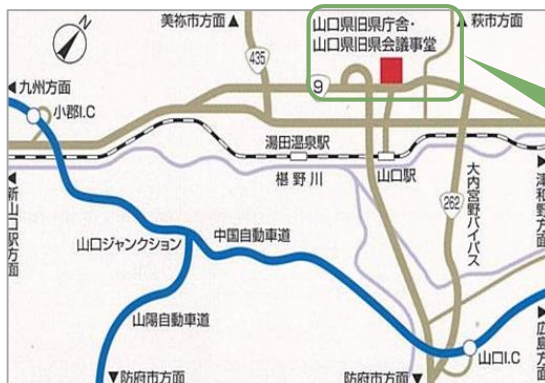 美祢市方面▲
山口県旧県庁舎・
山口県旧県会議事堂
▲萩市方面
435
9
◀九州方面
小郡I.C
湯田温泉駅
山口駅
椹野川
◀新山口駅方面
大内宮野バイパス
262
▶津和野方面
山口ジャンクション
中国自動車道
山陽自動車道
▶広島方面
山口I.C
▼防府市方面
防府市方面▼